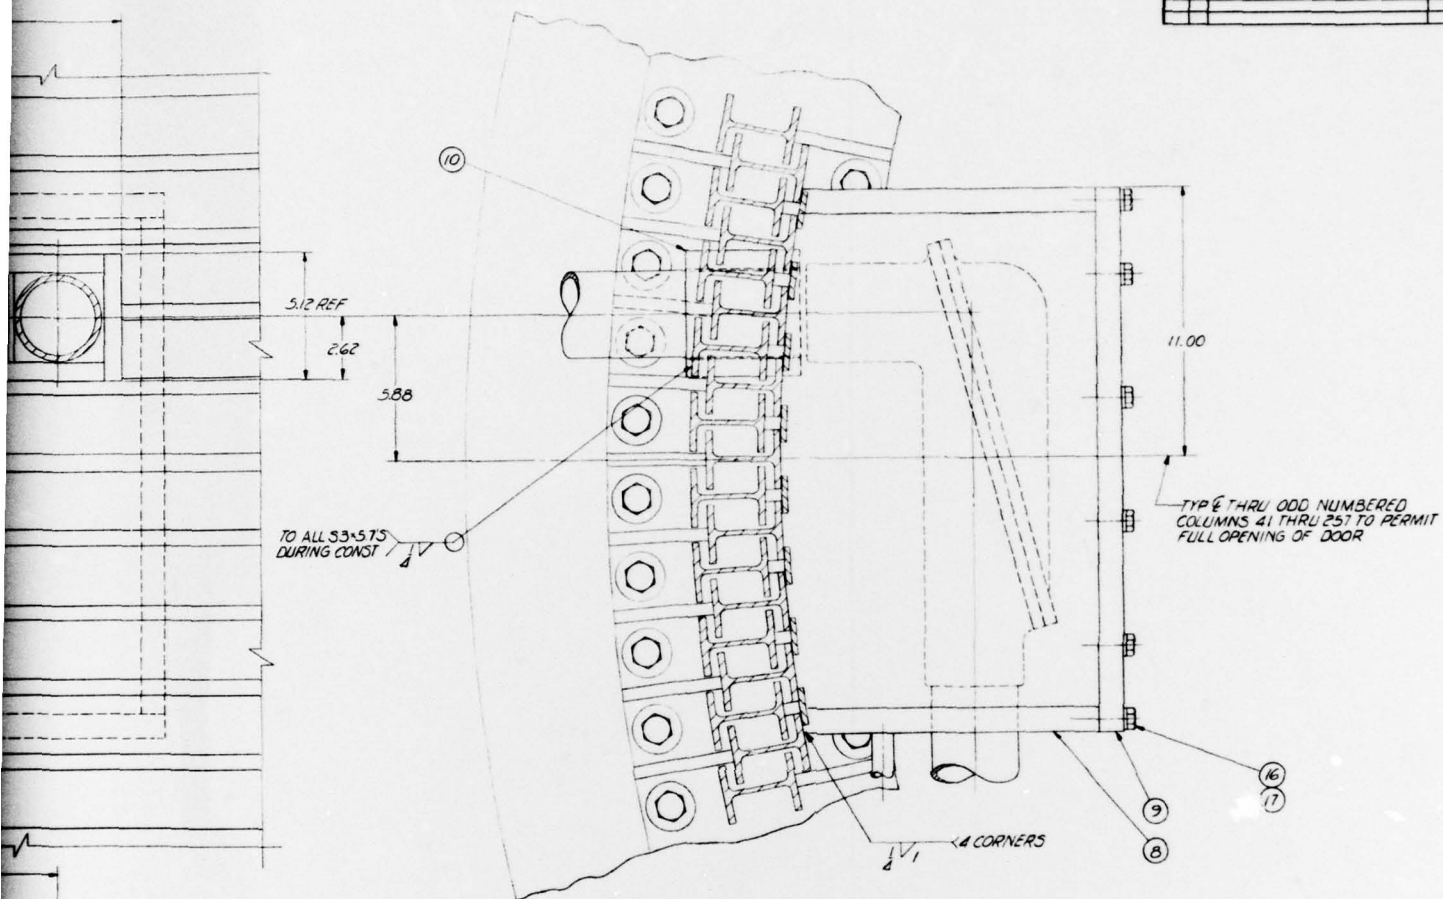 10
5.12 REF
2.62
5.88
11.00
TYP ℄ THRU ODD NUMBERED
COLUMNS 41 THRU 257 TO PERMIT
FULL OPENING OF DOOR
TO ALL S3×5.7'S
DURING CONST
1/4
16
17
9
8
1/4 1
4 CORNERS